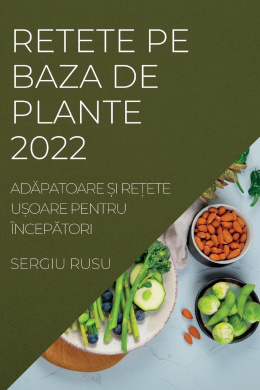 RETETE PE
BAZA DE
PLANTE
2022
ADĂPATOARE ȘI REȚETE
UȘOARE PENTRU
ÎNCEPĂTORI
SERGIU RUSU